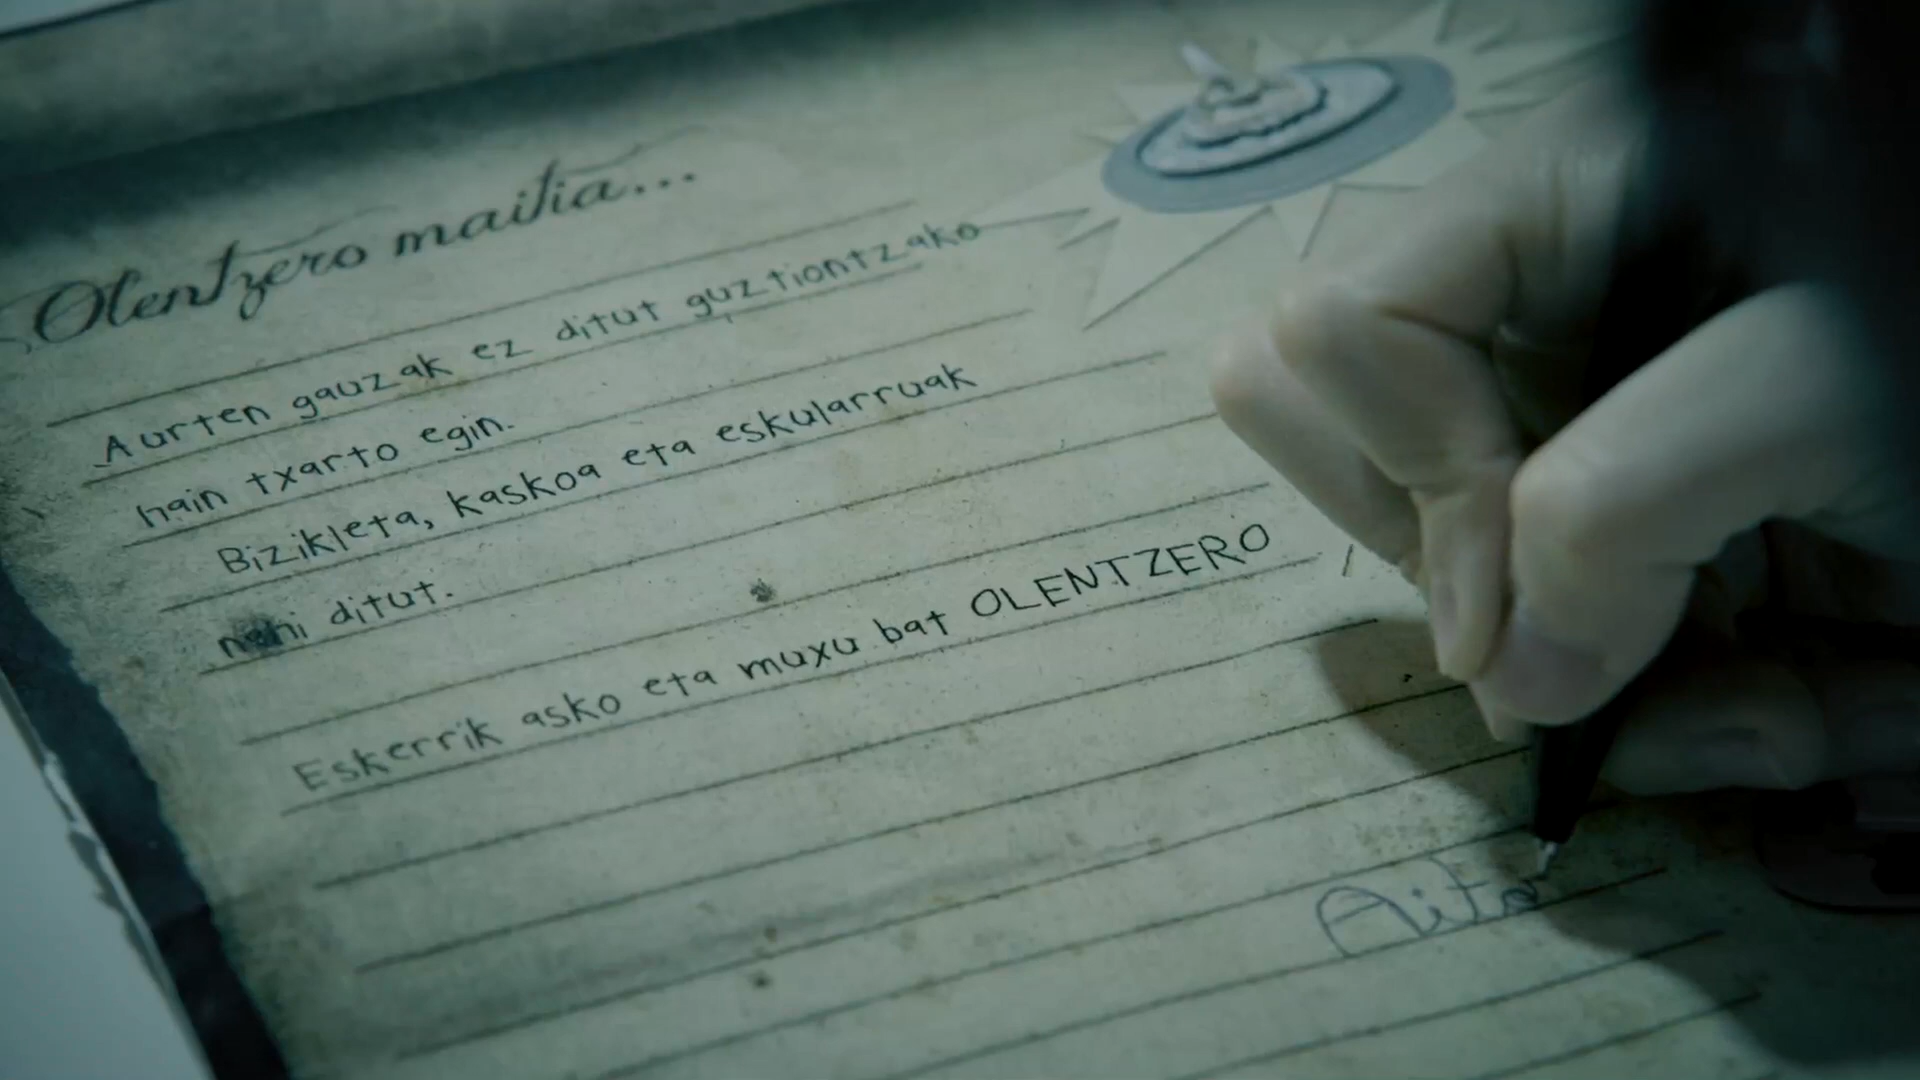 Olentzero maitia...
Aurten gauzak ez ditut guztiontzako
hain txarto egin.
Bizikleta, kaskoa eta eskularruak
nahi ditut.
Eskerrik asko eta muxu bat OLENTZERO
Aito